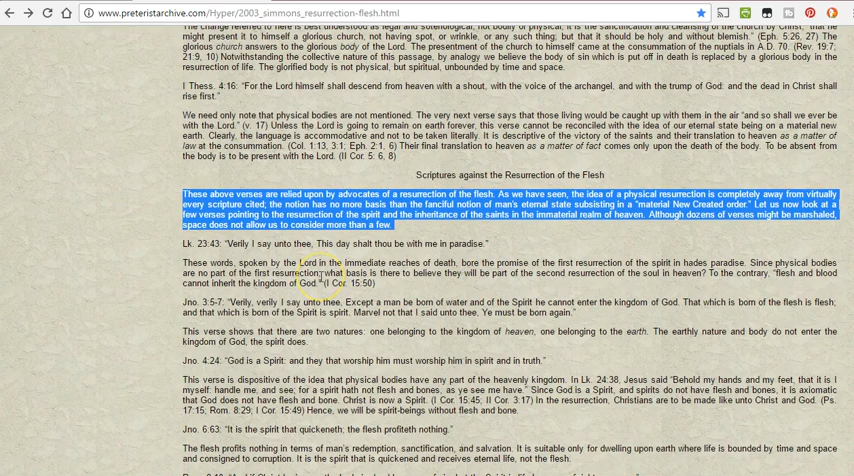 www.preteristarchive.com/Hyper/2003_simmons_resurrection-flesh.html
The change referred to here is best understood as legal and soteriological, not bodily or physical; it is the sanctification and cleansing of the church by Christ, that he
might present it to himself a glorious church, not having spot, or wrinkle, or any such thing; but that it should be holy and without blemish." (Eph. 5:26, 27) The
glorious church answers to the glorious body of the Lord. The presentment of the church to himself came at the consummation of the nuptials in A.D. 70. (Rev. 19:7;
21:9, 10) Notwithstanding the collective nature of this passage, by analogy we believe the body of sin which is put off in death is replaced by a glorious body in the
resurrection of life. The glorified body is not physical, but spiritual, unbounded by time and space.
I Thess. 4:16: "For the Lord himself shall descend from heaven with a shout, with the voice of the archangel, and with the trump of God: and the dead in Christ shall
rise first."
We need only note that physical bodies are not mentioned. The very next verse says that those living would be caught up with them in the air "and so shall we ever be
with the Lord." (v. 17) Unless the Lord is going to remain on earth forever, this verse cannot be reconciled with the idea of our eternal state being on a material new
earth. Clearly, the language is accommodative and not to be taken literally. It is descriptive of the victory of the saints and their translation to heaven as a matter of
law at the consummation. (Col. 1:13, 3:1; Eph. 2:1, 6) Their final translation to heaven as a matter of fact comes only upon the death of the body. To be absent from
the body is to be present with the Lord. (II Cor. 5: 6, 8)
Scriptures against the Resurrection of the Flesh
These above verses are relied upon by advocates of a resurrection of the flesh. As we have seen, the idea of a physical resurrection is completely away from virtually
every scripture cited; the notion has no more basis than the fanciful notion of man's eternal state subsisting in a "material New Created order." Let us now look at a
few verses pointing to the resurrection of the spirit and the inheritance of the saints in the immaterial realm of heaven. Although dozens of verses might be marshaled,
space does not allow us to consider more than a few.
Lk. 23:43: "Verily I say unto thee, This day shalt thou be with me in paradise."
These words, spoken by the Lord in the immediate reaches of death, bore the promise of the first resurrection of the spirit in hades paradise. Since physical bodies
are no part of the first resurrection, what basis is there to believe they will be part of the second resurrection of the soul in heaven? To the contrary, "flesh and blood
cannot inherit the kingdom of God." (I Cor. 15:50)
Jno. 3:5-7: "Verily, verily I say unto thee, Except a man be born of water and of the Spirit he cannot enter the kingdom of God. That which is born of the flesh is flesh;
and that which is born of the Spirit is spirit. Marvel not that I said unto thee, Ye must be born again."
This verse shows that there are two natures: one belonging to the kingdom of heaven, one belonging to the earth. The earthly nature and body do not enter the
kingdom of God, the spirit does.
Jno. 4:24: "God is a Spirit: and they that worship him must worship him in spirit and in truth."
This verse is dispositive of the idea that physical bodies have any part of the heavenly kingdom. In Lk. 24:38, Jesus said "Behold my hands and my feet, that it is I
myself: handle me, and see; for a spirit hath not flesh and bones, as ye see me have." Since God is a Spirit, and spirits do not have flesh and bones, it is axiomatic
that God does not have flesh and bone. Christ is now a Spirit. (I Cor. 15:45; II Cor. 3:17) In the resurrection, Christians are to be made like unto Christ and God. (Ps.
17:15; Rom. 8:29; I Cor. 15:49) Hence, we will be spirit-beings without flesh and bone.
Jno. 6:63: "It is the spirit that quickeneth; the flesh profiteth nothing."
The flesh profits nothing in terms of man's redemption, sanctification, and salvation. It is suitable only for dwelling upon earth where life is bounded by time and space
and consigned to corruption. It is the spirit that is quickened and receives eternal life, not the flesh.